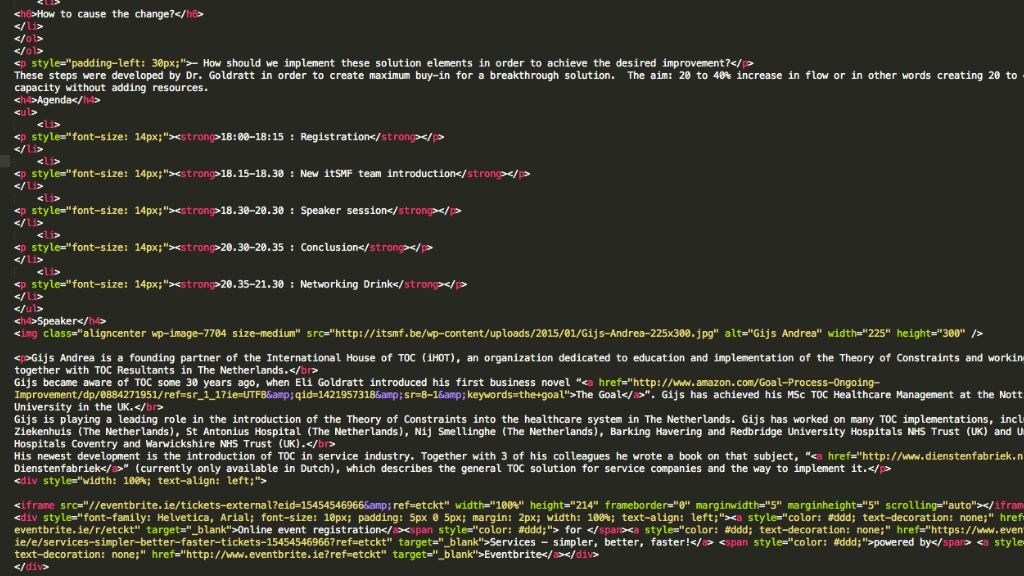 <li>
<h6>How to cause the change?</h6>
</li>
</ol>
</ol>
<p style="padding-left: 30px;">– How should we implement these solution elements in order to achieve the desired improvement?</p>
These steps were developed by Dr. Goldratt in order to create maximum buy-in for a breakthrough solution.  The aim: 20 to 40% increase in flow or in other words creating 20 to
capacity without adding resources.
<h4>Agenda</h4>
<ul>
<li>
<p style="font-size: 14px;"><strong>18:00–18:15 : Registration</strong></p>
</li>
<li>
<p style="font-size: 14px;"><strong>18.15–18.30 : New itSMF team introduction</strong></p>
</li>
<li>
<p style="font-size: 14px;"><strong>18.30–20.30 : Speaker session</strong></p>
</li>
<li>
<p style="font-size: 14px;"><strong>20.30–20.35 : Conclusion</strong></p>
</li>
<li>
<p style="font-size: 14px;"><strong>20.35–21.30 : Networking Drink</strong></p>
</li>
</ul>
<h4>Speaker</h4>
<img class="aligncenter wp-image-7704 size-medium" src="http://itsmf.be/wp-content/uploads/2015/01/Gijs-Andrea-225x300.jpg" alt="Gijs Andrea" width="225" height="300" />
<p>Gijs Andrea is a founding partner of the International House of TOC (iHOT), an organization dedicated to education and implementation of the Theory of Constraints and workin
together with TOC Resultants in The Netherlands.</br>
Gijs became aware of TOC some 30 years ago, when Eli Goldratt introduced his first business novel “<a href="http://www.amazon.com/Goal-Process-Ongoing-
Improvement/dp/0884271951/ref=sr_1_1?ie=UTF8&amp;qid=1421957318&amp;sr=8-1&amp;keywords=the+goal">The Goal</a>”. Gijs has achieved his MSc TOC Healthcare Management at the Nott
University in the UK.</br>
Gijs is playing a leading role in the introduction of the Theory of Constraints into the healthcare system in The Netherlands. Gijs has worked on many TOC implementations, inclu
Ziekenhuis (The Netherlands), St Antonius Hospital (The Netherlands), Nij Smellinghe (The Netherlands), Barking Havering and Redbridge University Hospitals NHS Trust (UK) and U
Hospitals Coventry and Warwickshire NHS Trust (UK).</br>
His newest development is the introduction of TOC in service industry. Together with 3 of his colleagues he wrote a book on that subject, “<a href="http://www.dienstenfabriek.n
Dienstenfabriek</a>” (currently only available in Dutch), which describes the general TOC solution for service companies and the way to implement it.</p>
<div style="width: 100%; text-align: left;">
<iframe src="//eventbrite.ie/tickets-external?eid=15454546966&amp;ref=etckt" width="100%" height="214" frameborder="0" marginwidth="5" marginheight="5" scrolling="auto"></ifram
<div style="font-family: Helvetica, Arial; font-size: 10px; padding: 5px 0 5px; margin: 2px; width: 100%; text-align: left;"><a style="color: #ddd; text-decoration: none;" href=
eventbrite.ie/r/etckt" target="_blank">Online event registration</a><span style="color: #ddd;"> for </span><a style="color: #ddd; text-decoration: none;" href="https://www.even
ie/e/services-simpler-better-faster-tickets-15454546966?ref=etckt" target="_blank">Services – simpler, better, faster!</a> <span style="color: #ddd;">powered by</span> <a style
text-decoration: none;" href="http://www.eventbrite.ie?ref=etckt" target="_blank">Eventbrite</a></div>
</div>